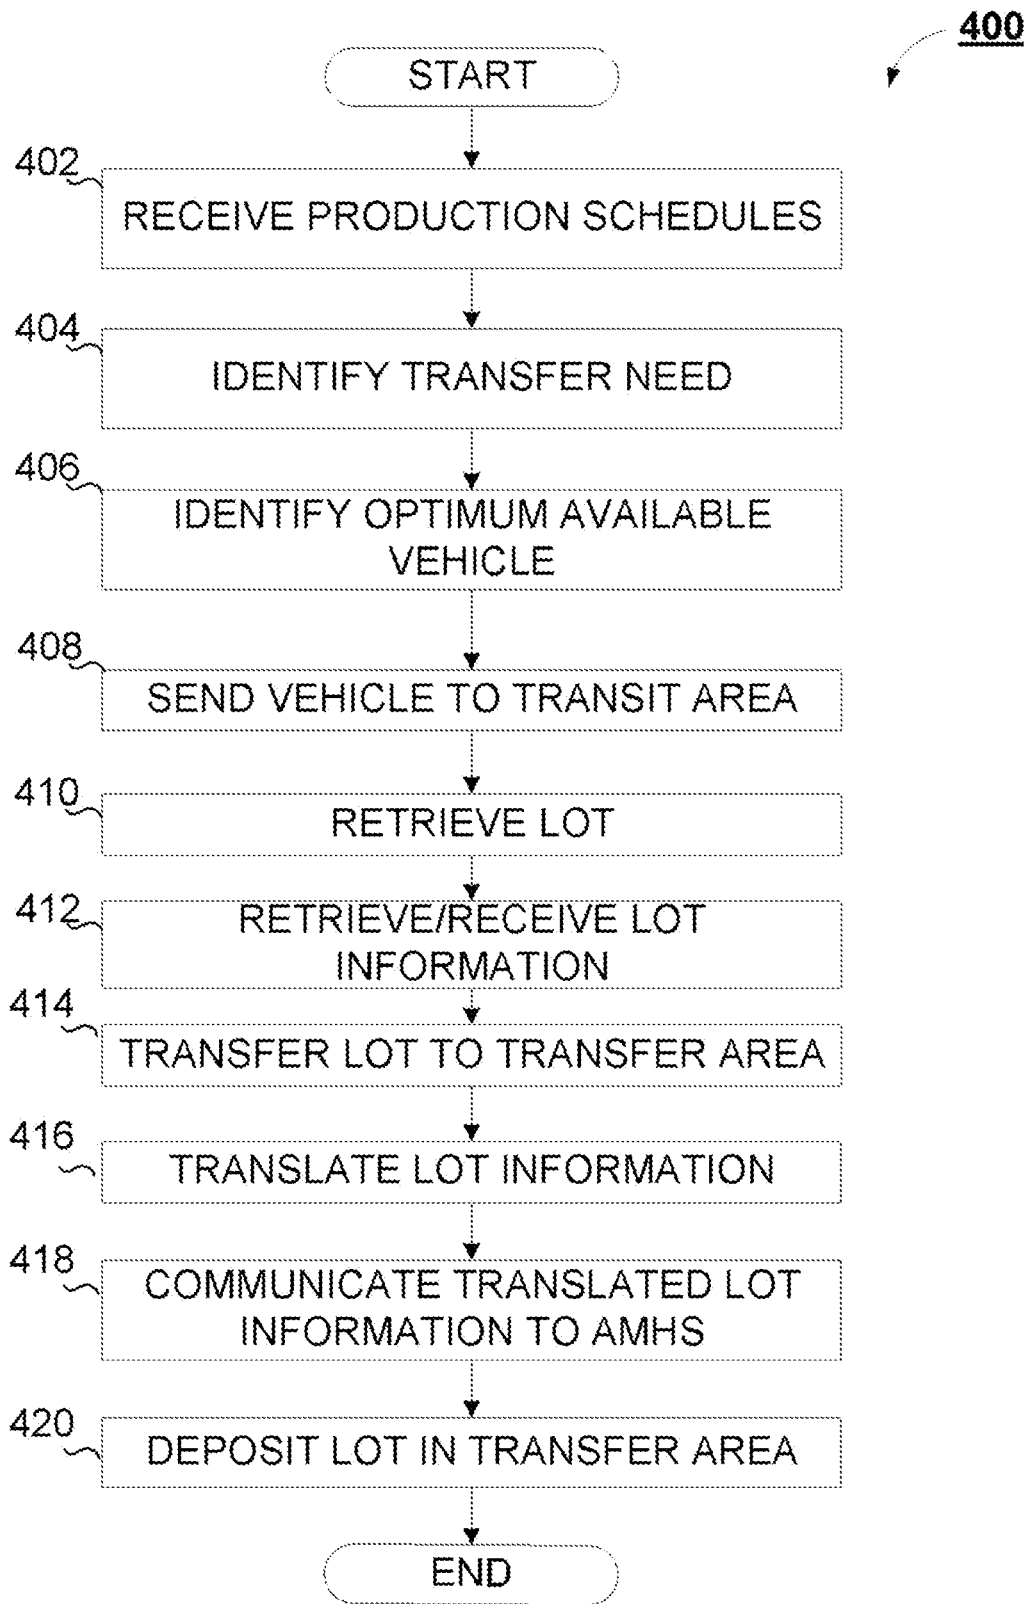 400
START
402
RECEIVE PRODUCTION SCHEDULES
404
IDENTIFY TRANSFER NEED
406
IDENTIFY OPTIMUM AVAILABLE
VEHICLE
408
SEND VEHICLE TO TRANSIT AREA
410
RETRIEVE LOT
412
RETRIEVE/RECEIVE LOT
INFORMATION
414
TRANSFER LOT TO TRANSFER AREA
416
TRANSLATE LOT INFORMATION
418
COMMUNICATE TRANSLATED LOT
INFORMATION TO AMHS
420
DEPOSIT LOT IN TRANSFER AREA
END